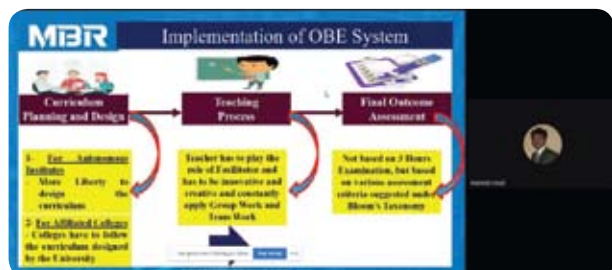 MBR
Implementation of OBE System
Curriculum
Planning and Design
Teaching
Process
Final Outcome
Assessment
1- For Autonomous
Institutes
- More Liberty to
design the
curriculum
2- For Affiliated Colleges
- Colleges have to follow
the curriculum designed
by the University
Teacher has to play the
role of Facilitator and
has to be innovative and
creative and constantly
apply Group Work and
Team Work
Not based on 3 Hours
Examination, but based
on various assessment
criteria suggested under
Bloom's Taxonomy